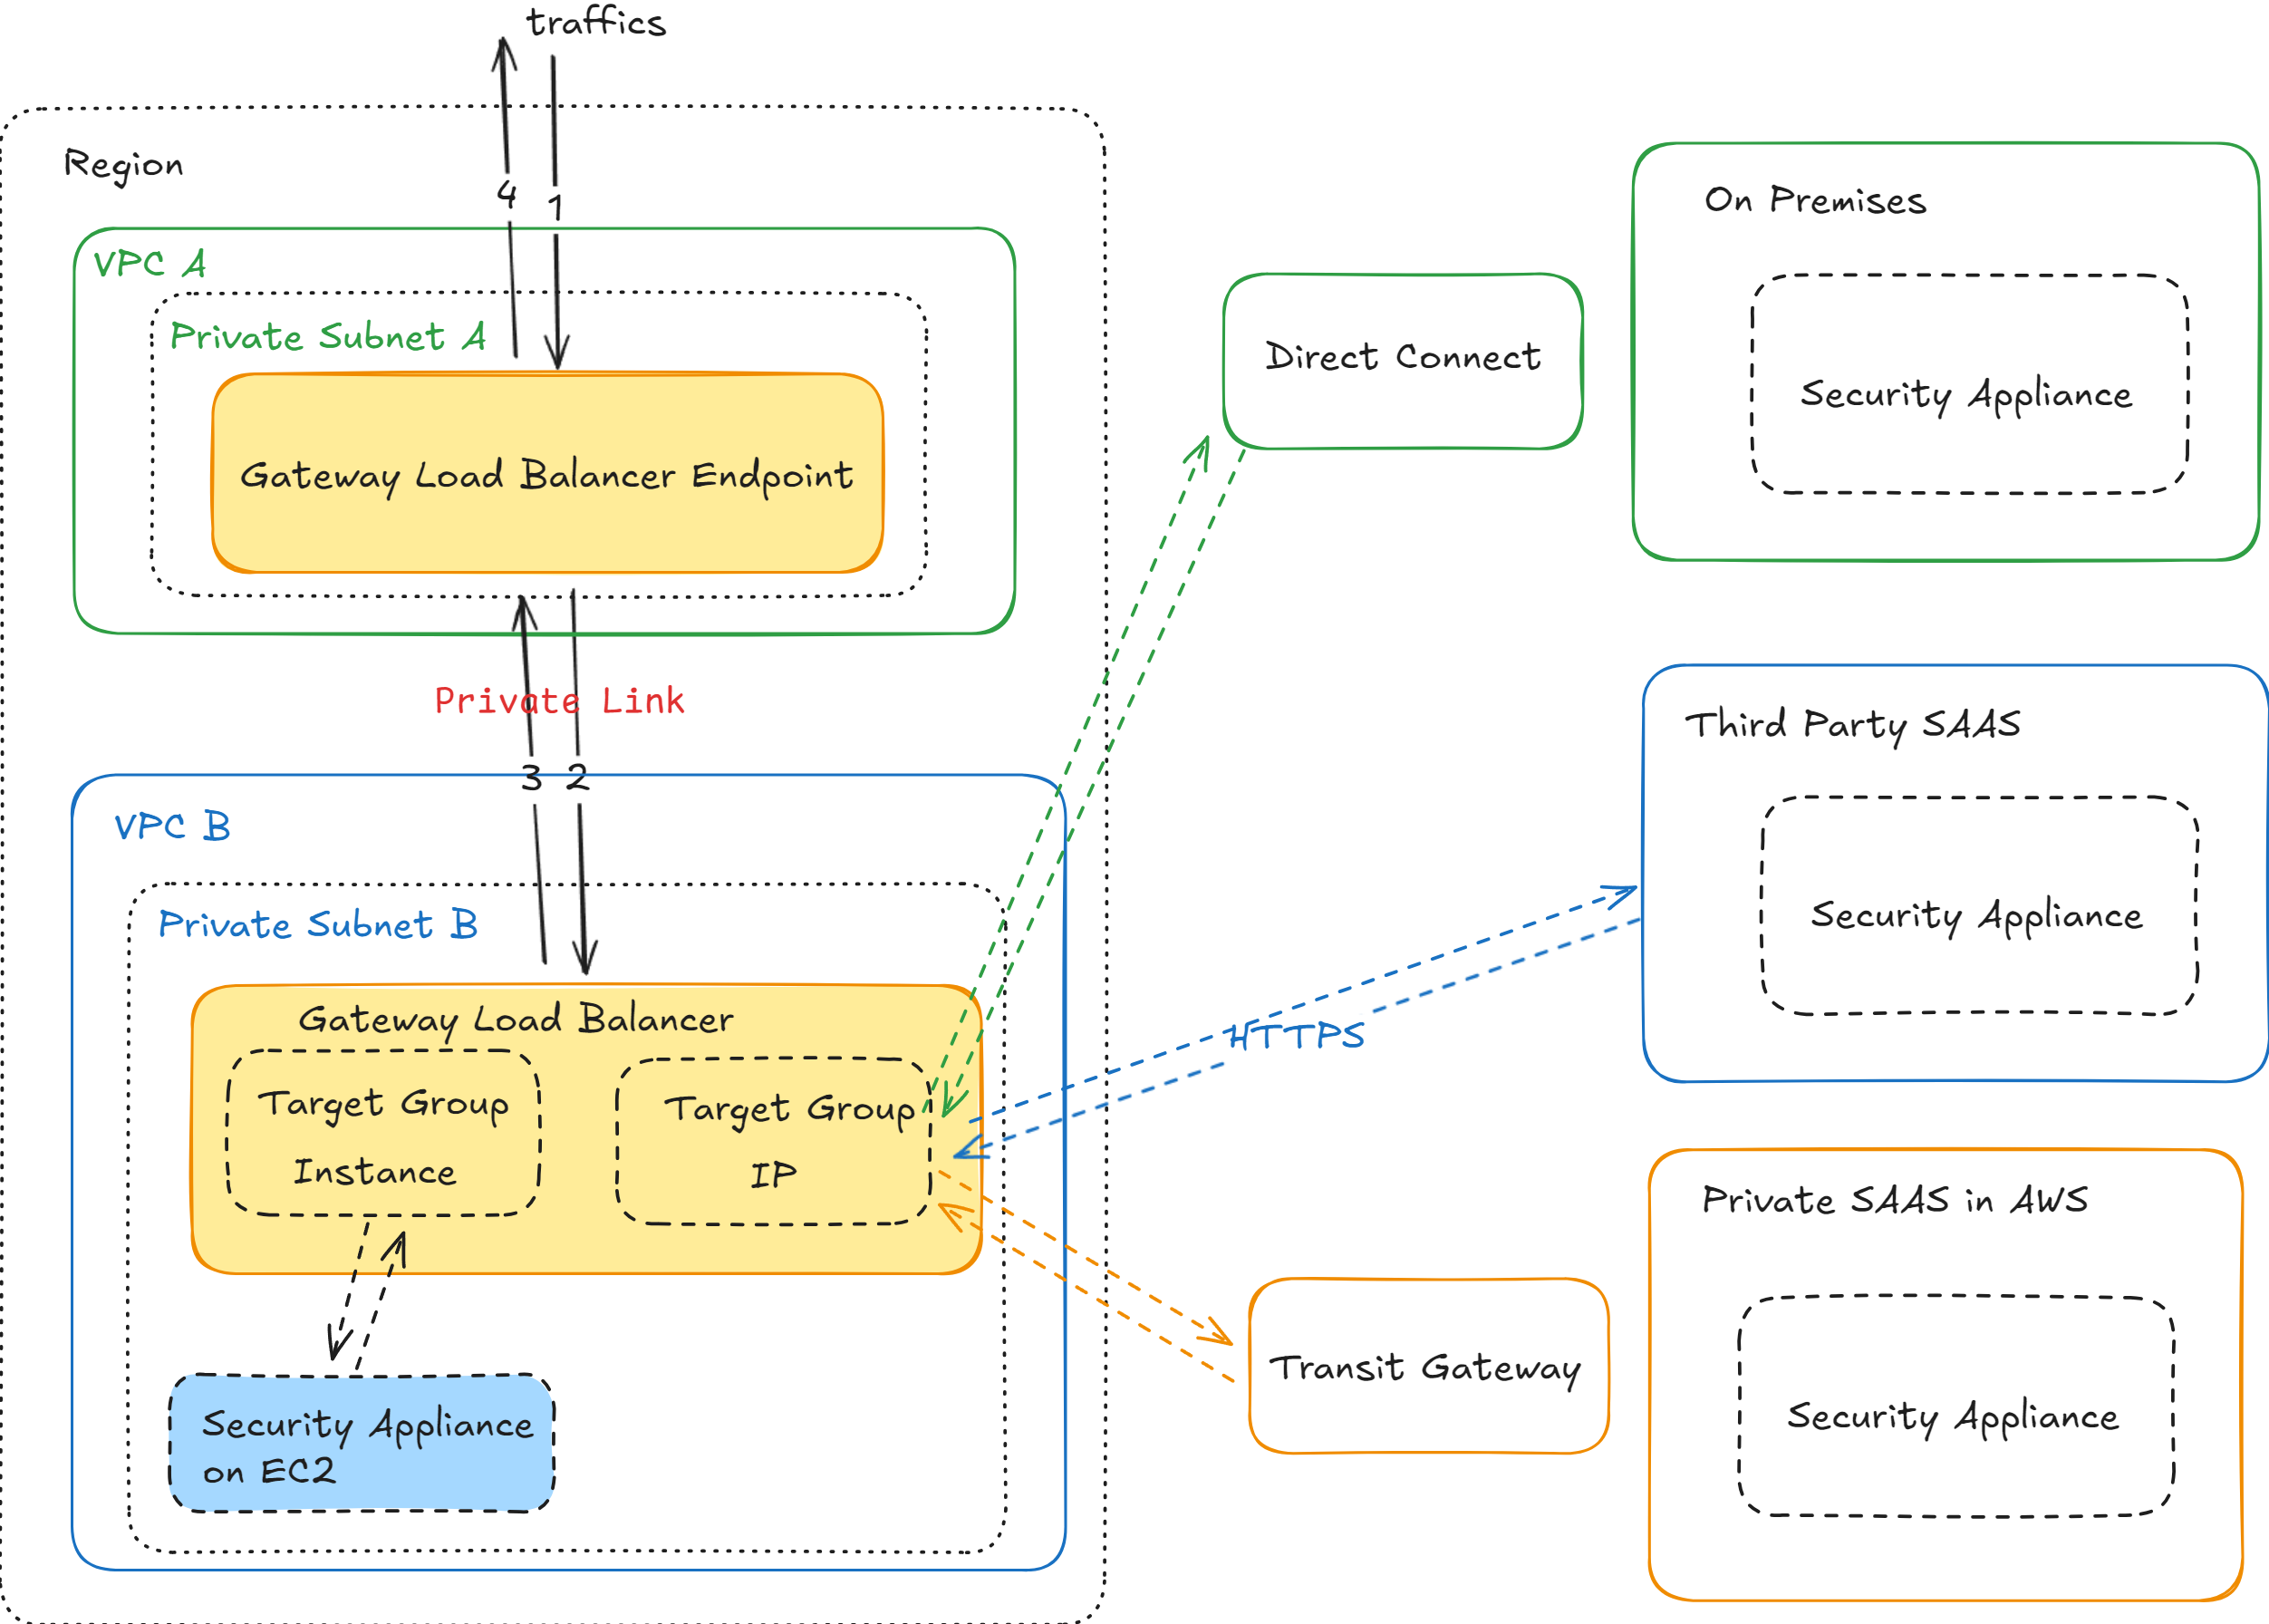 traffics
Region
4
1
VPC A
Private Subnet A
Gateway Load Balancer Endpoint
Private Link
3
2
VPC B
Private Subnet B
Gateway Load Balancer
Target Group
Instance
Target Group
IP
Security Appliance
on EC2
Direct Connect
HTTPS
Transit Gateway
On Premises
Security Appliance
Third Party SAAS
Security Appliance
Private SAAS in AWS
Security Appliance